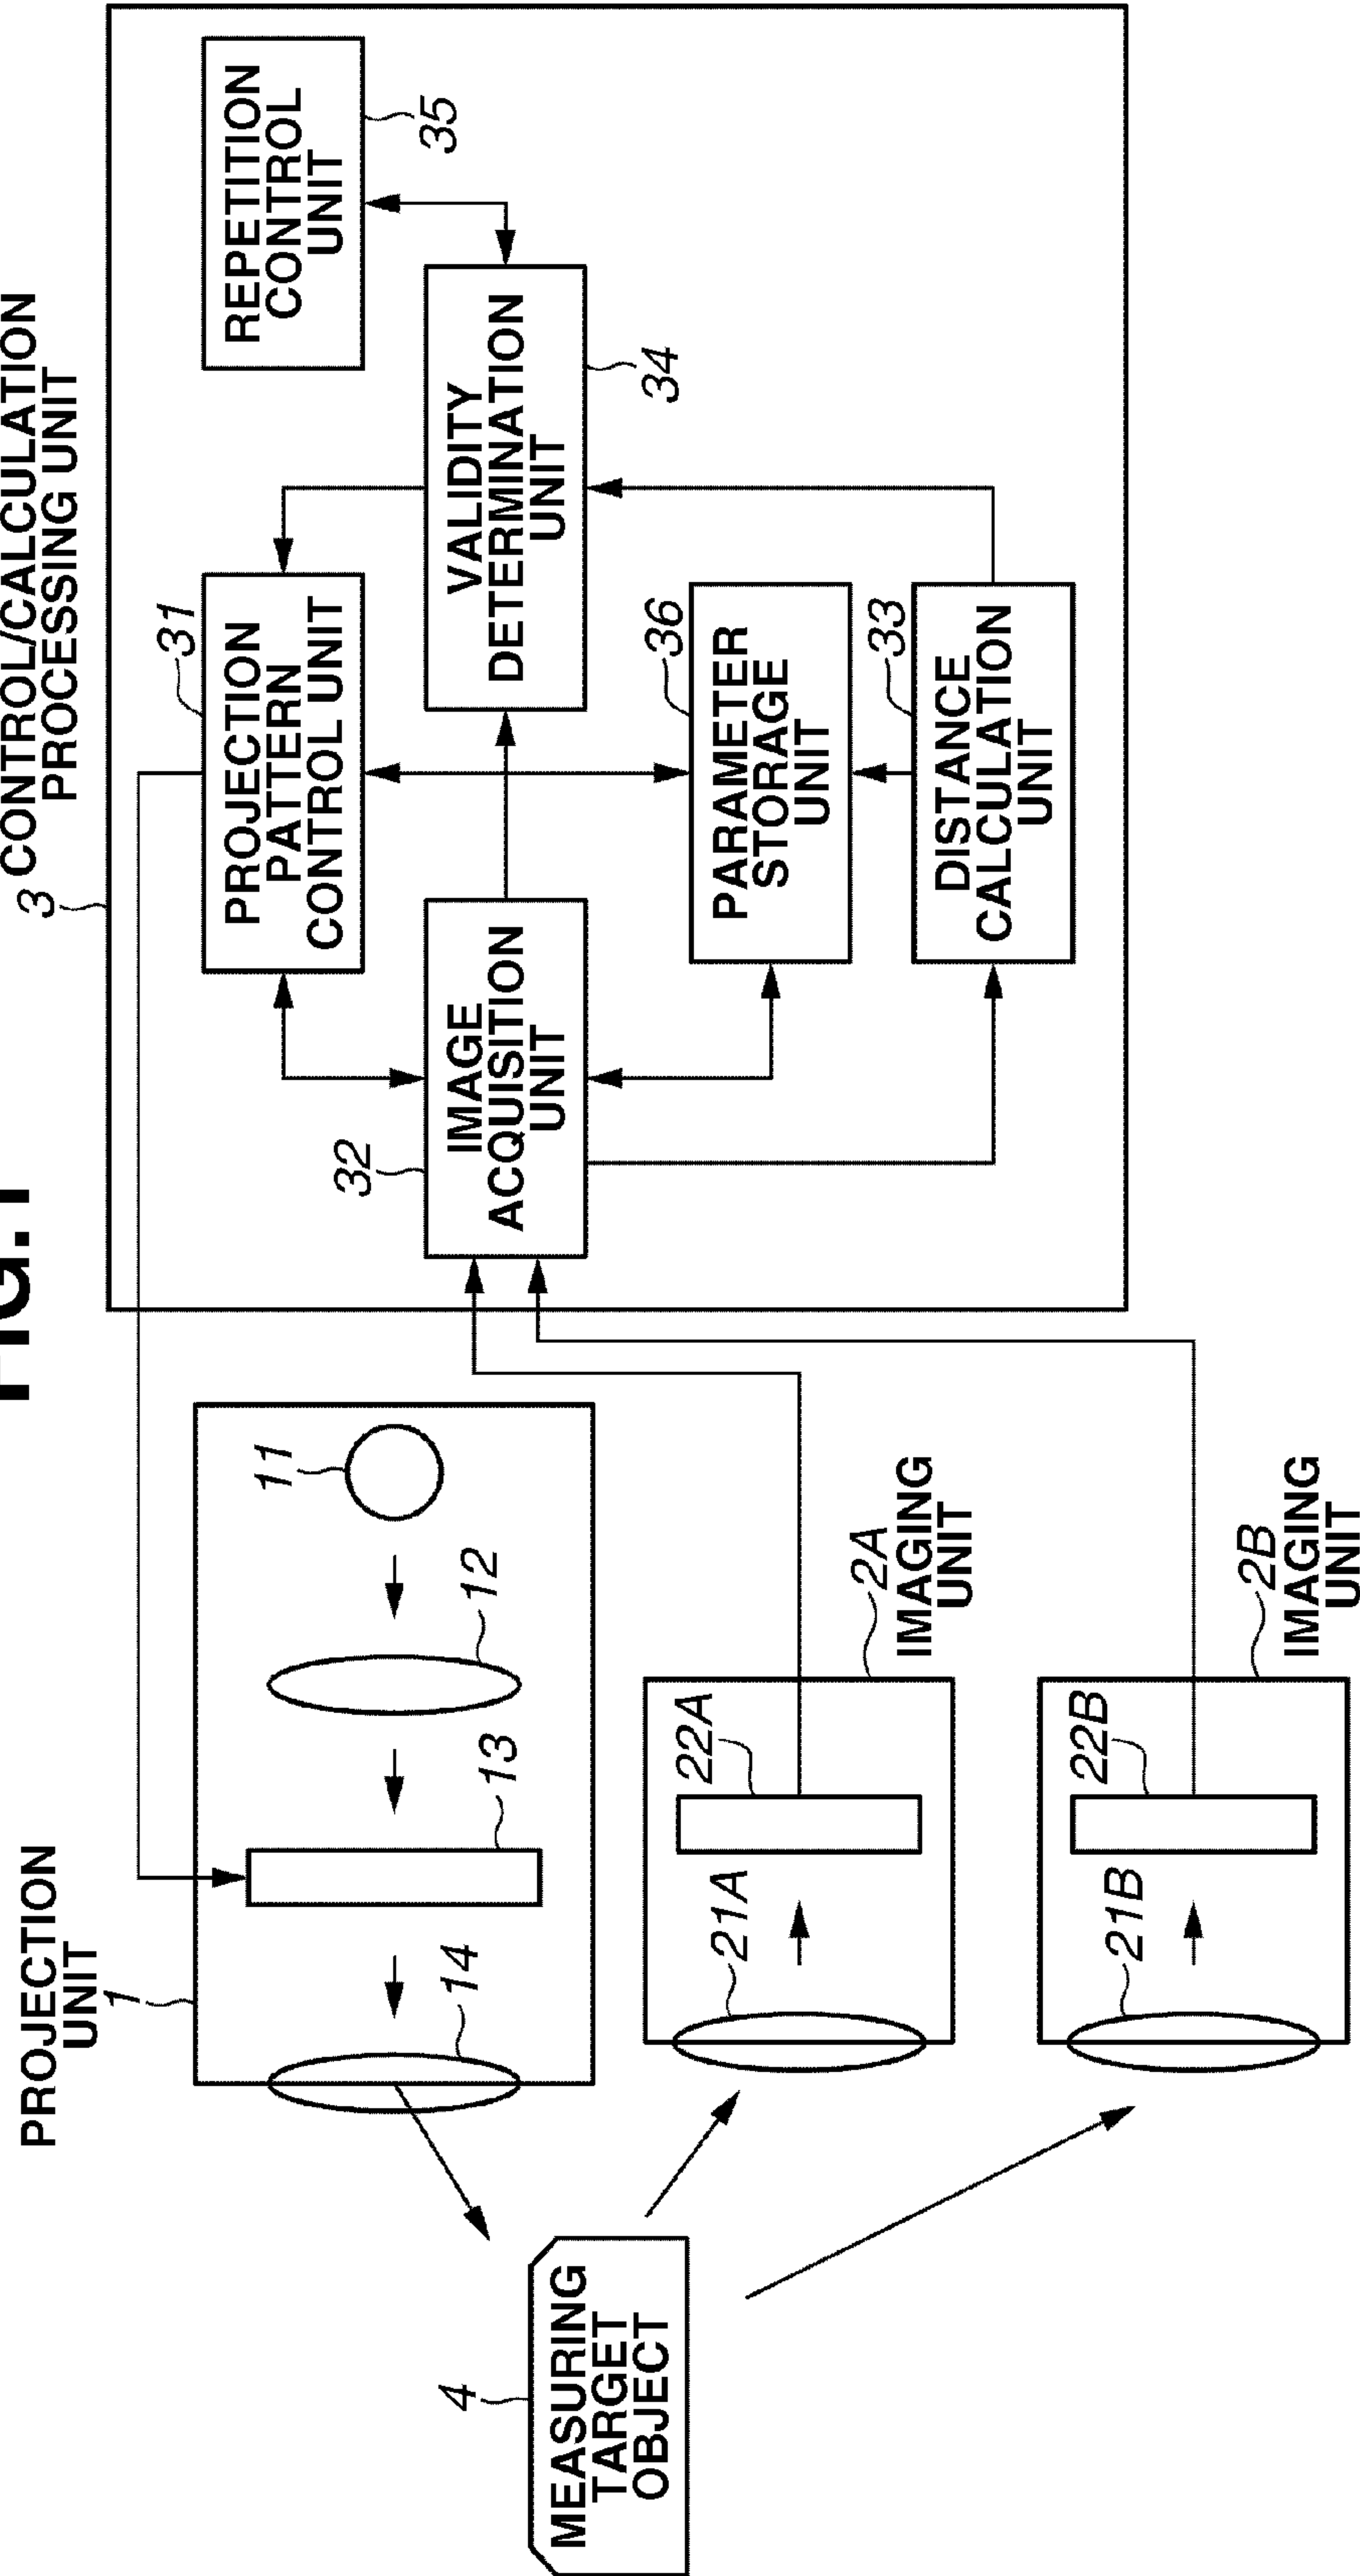 FIG.1
PROJECTION
UNIT
1
11
12
13
14
3
CONTROL/CALCULATION
PROCESSING UNIT
31
PROJECTION
PATTERN
CONTROL UNIT
REPETITION
CONTROL
UNIT
35
32
IMAGE
ACQUISITION
UNIT
VALIDITY
DETERMINATION
UNIT
34
36
PARAMETER
STORAGE
UNIT
33
DISTANCE
CALCULATION
UNIT
4
MEASURING
TARGET
OBJECT
21A
22A
2A
IMAGING
UNIT
21B
22B
2B
IMAGING
UNIT